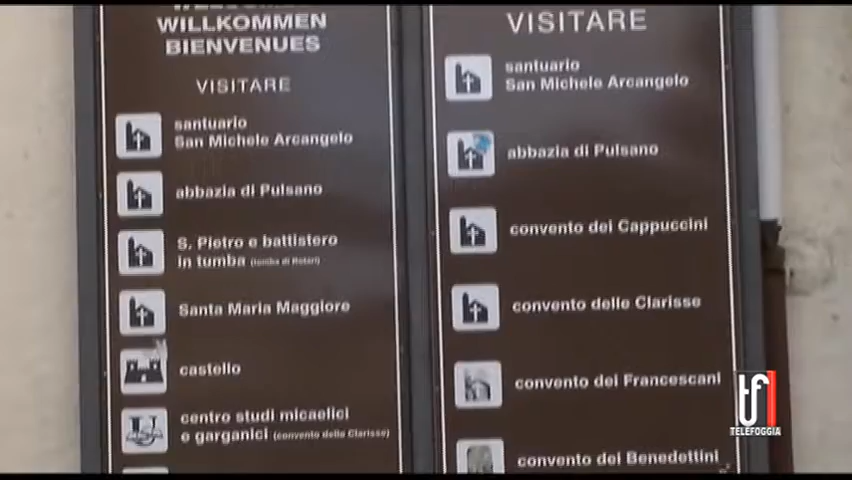 WILLKOMMEN
BIENVENUES
VISITARE
santuario
San Michele Arcangelo
abbazia di Pulsano
S. Pietro e battistero
in tumba (tomba di Rotari)
Santa Maria Maggiore
castello
centro studi micaelici
e garganici (convento delle Clarisse)
VISITARE
santuario
San Michele Arcangelo
abbazia di Pulsano
convento dei Cappuccini
convento delle Clarisse
convento dei Francescani
convento dei Benedettini
tf1
TELEFOGGIA